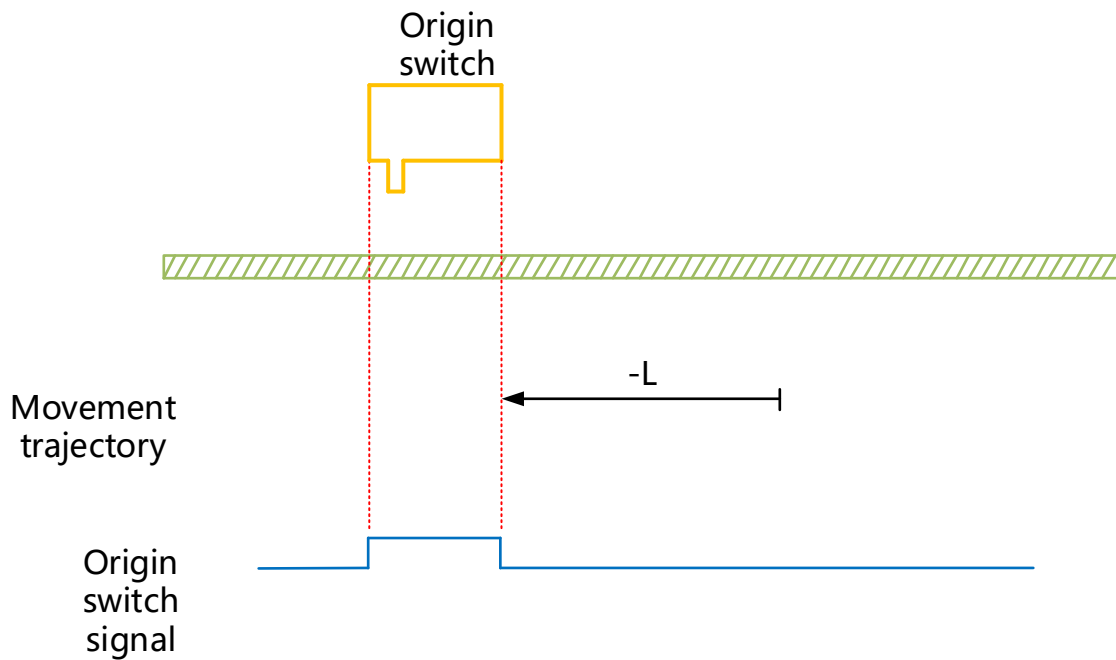 Origin
switch
-L
Movement
trajectory
Origin
switch
signal